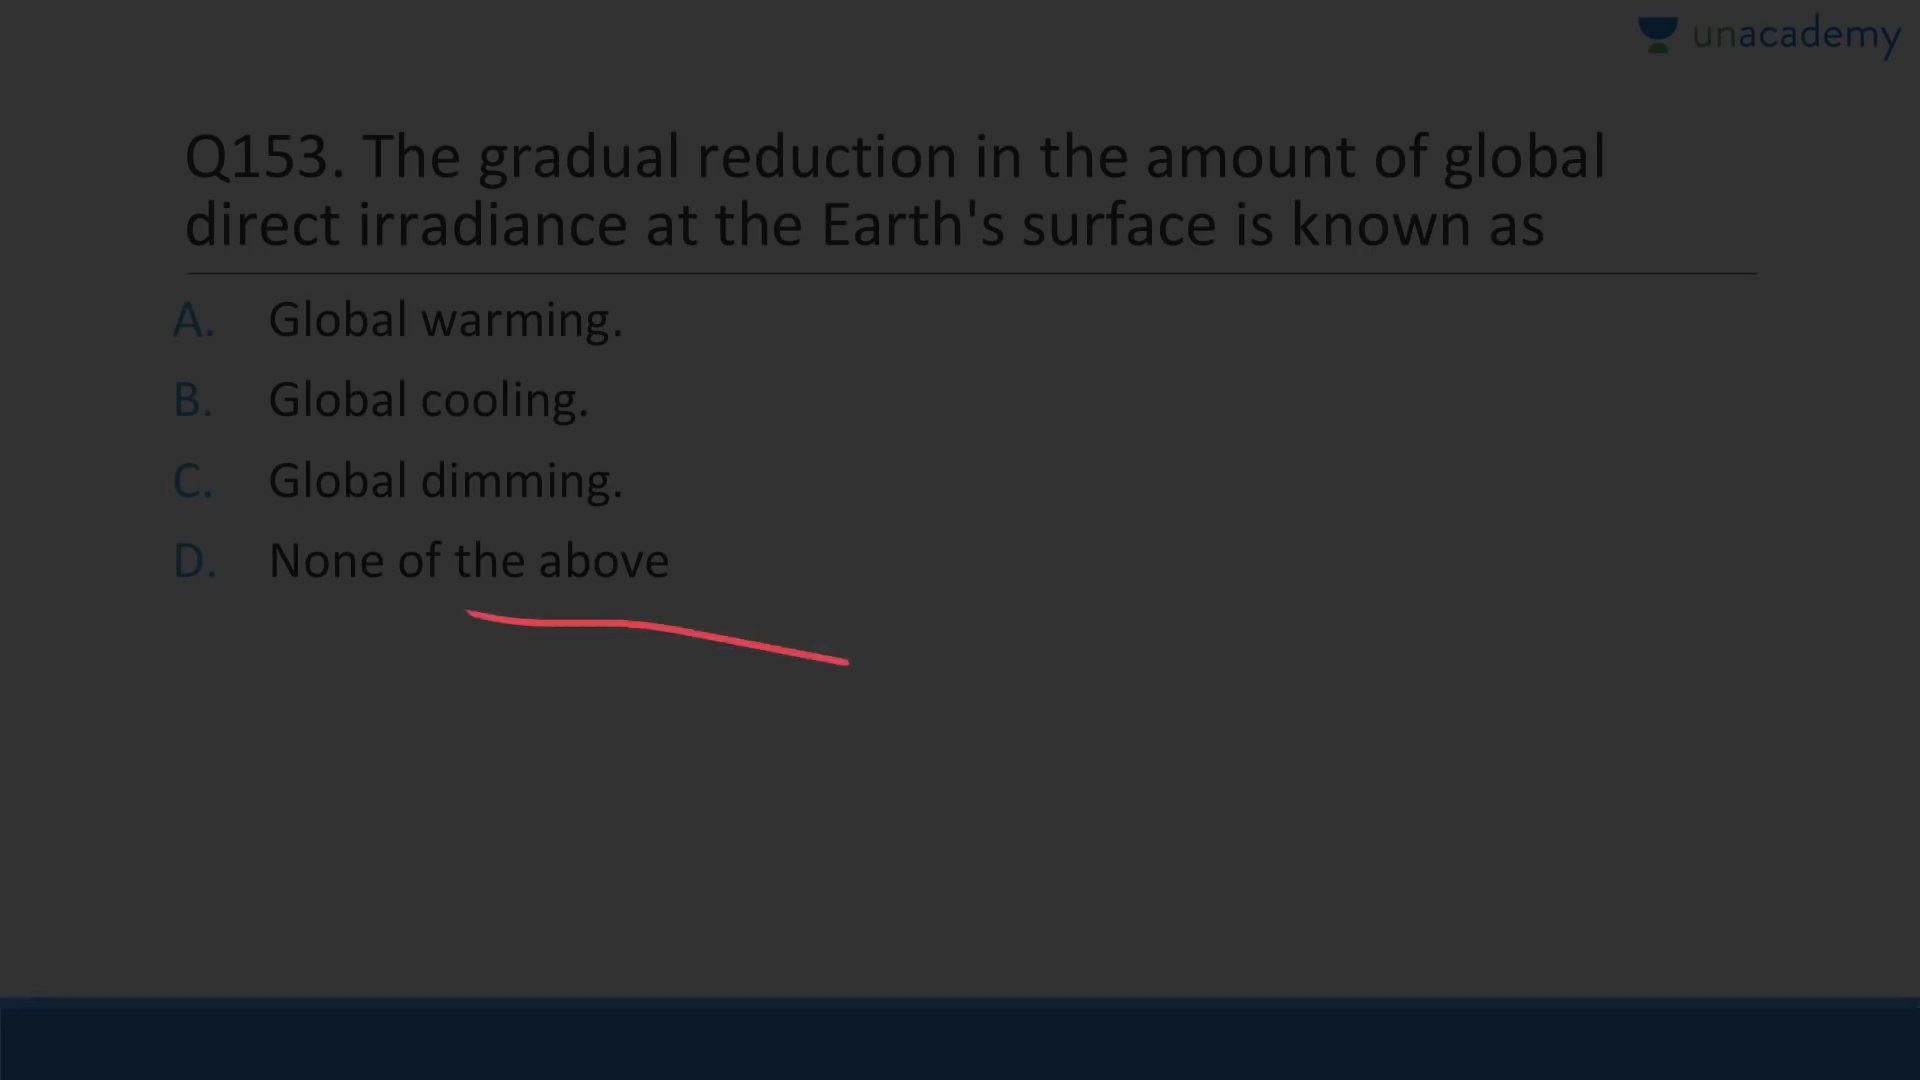 unacademy
Q153. The gradual reduction in the amount of global
direct irradiance at the Earth's surface is known as
A. Global warming.
B. Global cooling.
C. Global dimming.
D. None of the above